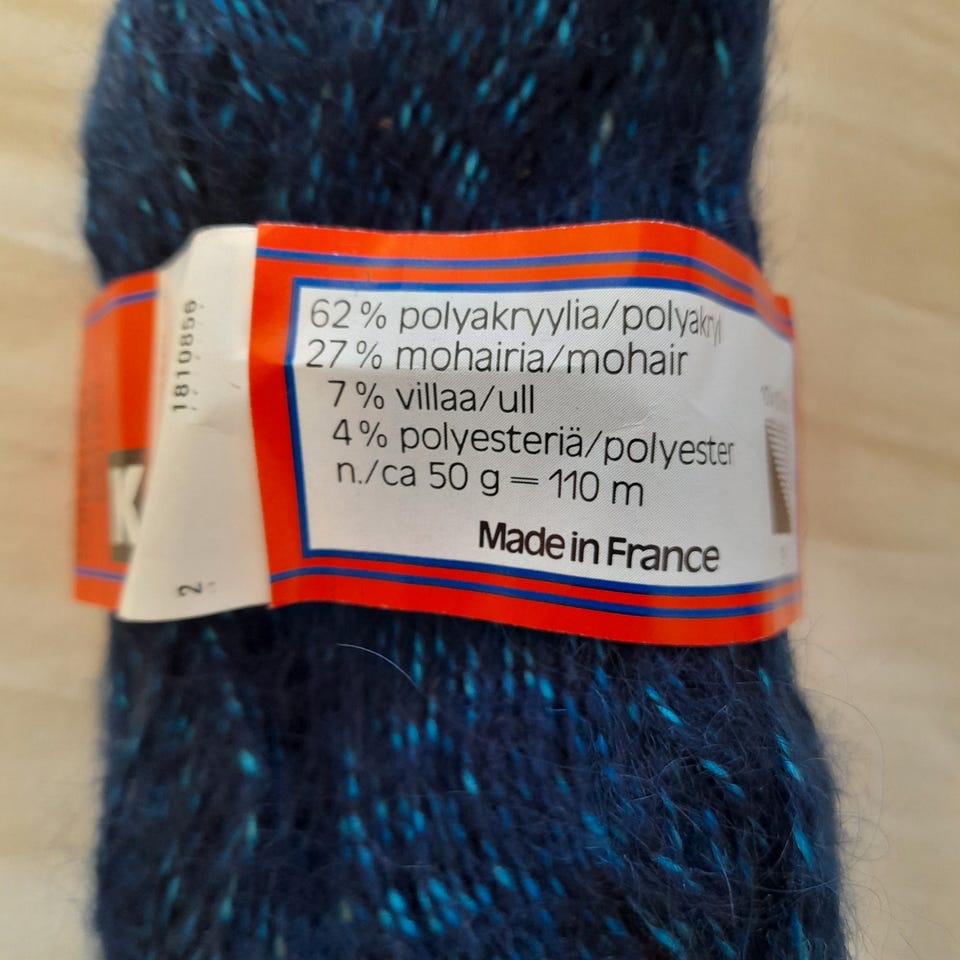 62% polyakryylia/polyakryl
27% mohairia/mohair
7% villaa/ull
4% polyesteriä/polyester
n./ca 50 g = 110 m
Made in France
1810856
2
K